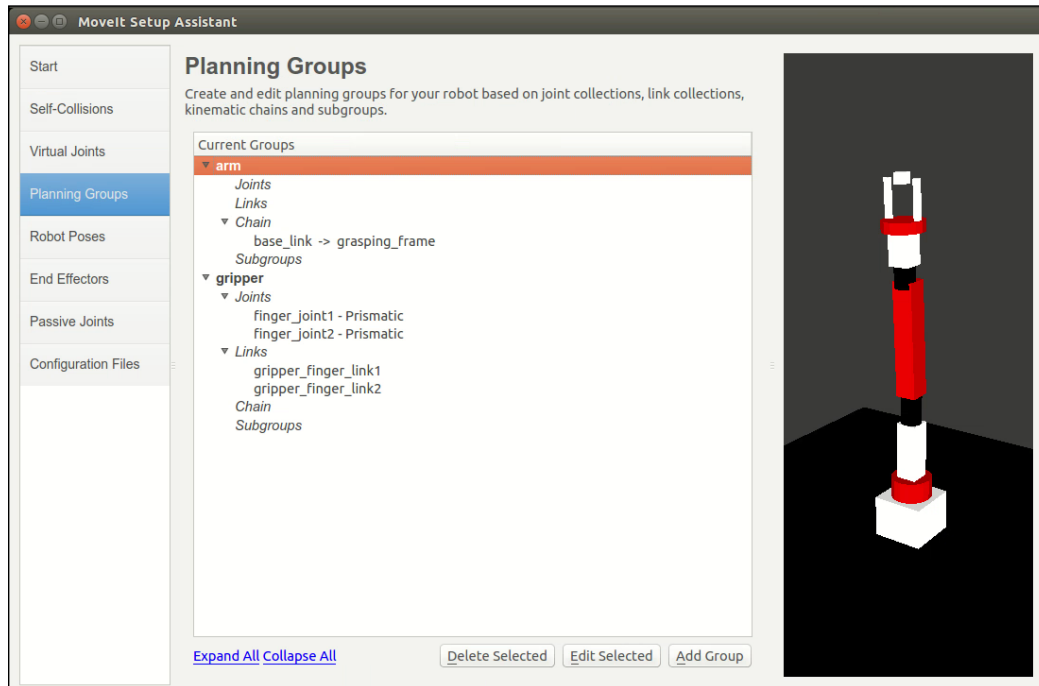 MoveIt Setup Assistant
Start
Self-Collisions
Virtual Joints
Planning Groups
Robot Poses
End Effectors
Passive Joints
Configuration Files
Planning Groups
Create and edit planning groups for your robot based on joint collections, link collections,
kinematic chains and subgroups.
Current Groups
arm
Joints
Links
Chain
base_link -> grasping_frame
Subgroups
gripper
Joints
finger_joint1 - Prismatic
finger_joint2 - Prismatic
Links
gripper_finger_link1
gripper_finger_link2
Chain
Subgroups
Expand All Collapse All
Delete Selected
Edit Selected
Add Group